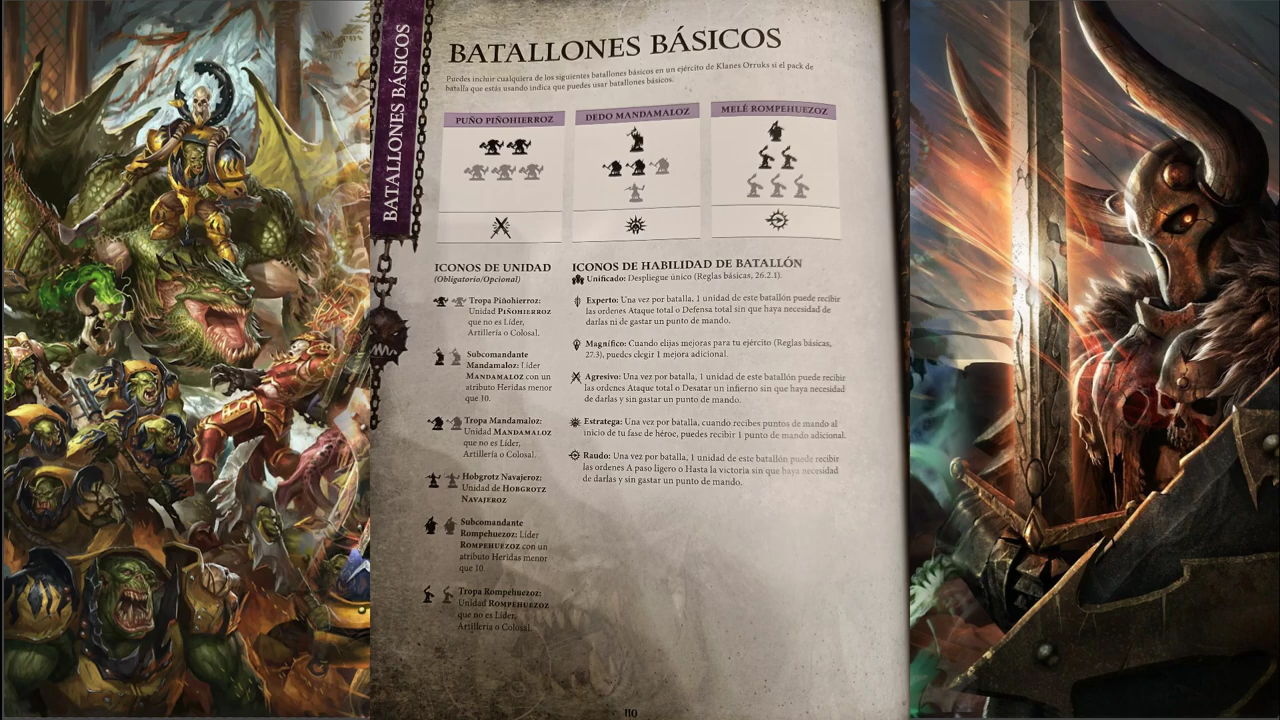 BATALLONES BÁSICOS
BATALLONES BÁSICOS
Puedes incluir cualquiera de los siguientes batallones básicos en un ejército de Klanes Orruks si el pack de
batalla que estás usando indica que puedes usar batallones básicos.
PUÑO PIÑOHIERROZ
DEDO MANDAMALOZ
MELÉ ROMPEHUEZOZ
ICONOS DE UNIDAD
(Obligatorio/Opcional)
Tropa Piñohierroz:
Unidad PIÑOHIERROZ
que no es Líder,
Artillería o Colosal.
Subcomandante
Mandamaloz: Líder
MANDAMALOZ con un
atributo Heridas menor
que 10.
Tropa Mandamaloz:
Unidad MANDAMALOZ
que no es Líder,
Artillería o Colosal.
Hobgrotz Navajeroz:
Unidad de HOBGROTZ
NAVAJEROZ
Subcomandante
Rompehuezoz: Líder
ROMPEHUEZOZ con un
atributo Heridas menor
que 10.
Tropa Rompehuezoz:
Unidad ROMPEHUEZOZ
que no es Líder,
Artillería o Colosal.
ICONOS DE HABILIDAD DE BATALLÓN
Unificado: Despliegue único (Reglas básicas, 26.2.1).
Experto: Una vez por batalla, 1 unidad de este batallón puede recibir
las ordenes Ataque total o Defensa total sin que haya necesidad de
darlas ni de gastar un punto de mando.
Magnífico: Cuando elijas mejoras para tu ejército (Reglas básicas,
27.3), puedes elegir 1 mejora adicional.
Agresivo: Una vez por batalla, 1 unidad de este batallón puede recibir
las ordenes Ataque total o Desatar un infierno sin que haya necesidad
de darlas y sin gastar un punto de mando.
Estratega: Una vez por batalla, cuando recibes puntos de mando al
inicio de tu fase de héroe, puedes recibir 1 punto de mando adicional.
Raudo: Una vez por batalla, 1 unidad de este batallón puede recibir
las ordenes A paso ligero o Hasta la victoria sin que haya necesidad
de darlas y sin gastar un punto de mando.
110